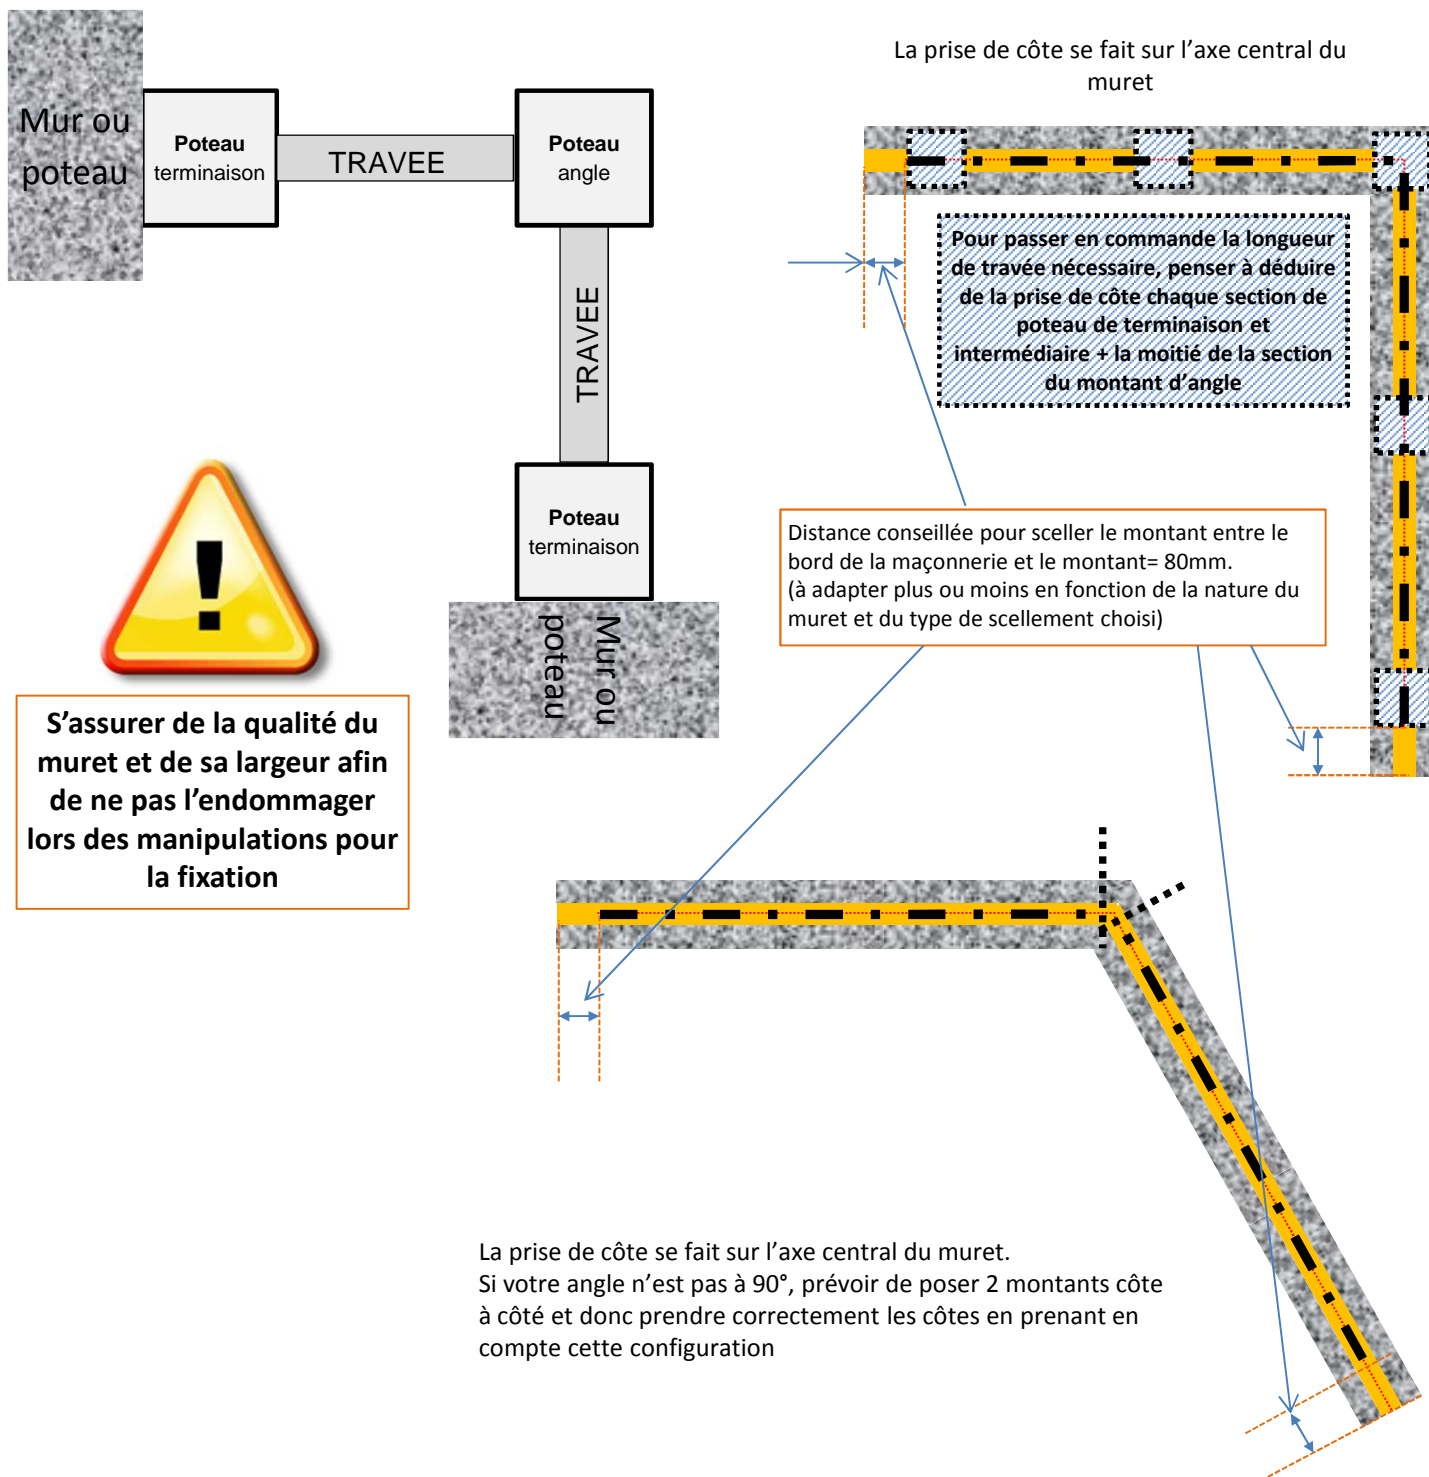 La prise de côte se fait sur l'axe central du
muret
Mur ou
poteau
Poteau
terminaison
TRAVEE
Poteau
angle
TRAVEE
Poteau
terminaison
Mur ou
poteau
Pour passer en commande la longueur
de travée nécessaire, penser à déduire
de la prise de côte chaque section de
poteau de terminaison et
intermédiaire + la moitié de la section
du montant d'angle
Distance conseillée pour sceller le montant entre le
bord de la maçonnerie et le montant= 80mm.
(à adapter plus ou moins en fonction de la nature du
muret et du type de scellement choisi)
S'assurer de la qualité du
muret et de sa largeur afin
de ne pas l'endommager
lors des manipulations pour
la fixation
La prise de côte se fait sur l'axe central du muret.
Si votre angle n'est pas à 90°, prévoir de poser 2 montants côte
à côté et donc prendre correctement les côtes en prenant en
compte cette configuration